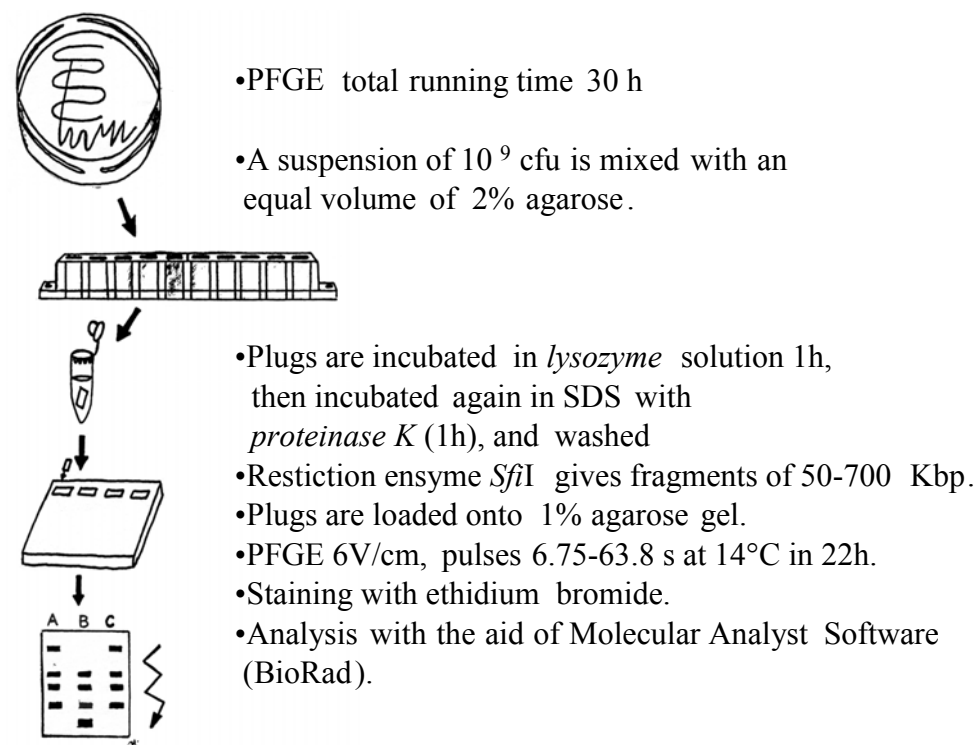 •PFGE total running time 30 h
•A suspension of 10 9 cfu is mixed with an
equal volume of 2% agarose.
•Plugs are incubated in lysozyme solution 1h,
then incubated again in SDS with
proteinase K (1h), and washed
•Restiction ensyme SfiI gives fragments of 50-700 Kbp.
•Plugs are loaded onto 1% agarose gel.
•PFGE 6V/cm, pulses 6.75-63.8 s at 14°C in 22h.
•Staining with ethidium bromide.
•Analysis with the aid of Molecular Analyst Software
(BioRad).
A B C